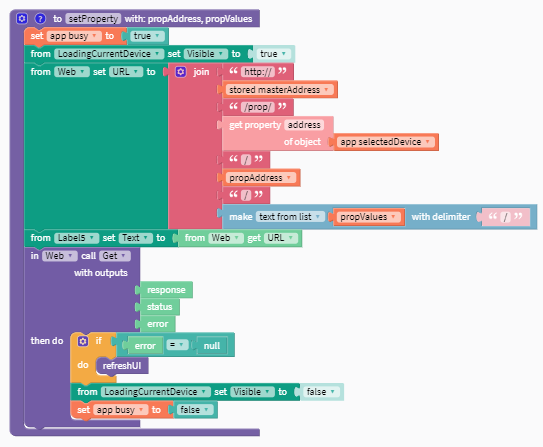 to setProperty with: propAddress, propValues
set app busy to true
from LoadingCurrentDevice set Visible to true
from Web set URL to join “ http:// ”
stored masterAddress
“ /prop/ ”
get property address
of object app selectedDevice
“ / ”
propAddress
“ / ”
make text from list propValues with delimiter “ / ”
from Label5 set Text to from Web get URL
in Web call Get
with outputs
response
status
error
then do if error = null
do refreshUI
from LoadingCurrentDevice set Visible to false
set app busy to false